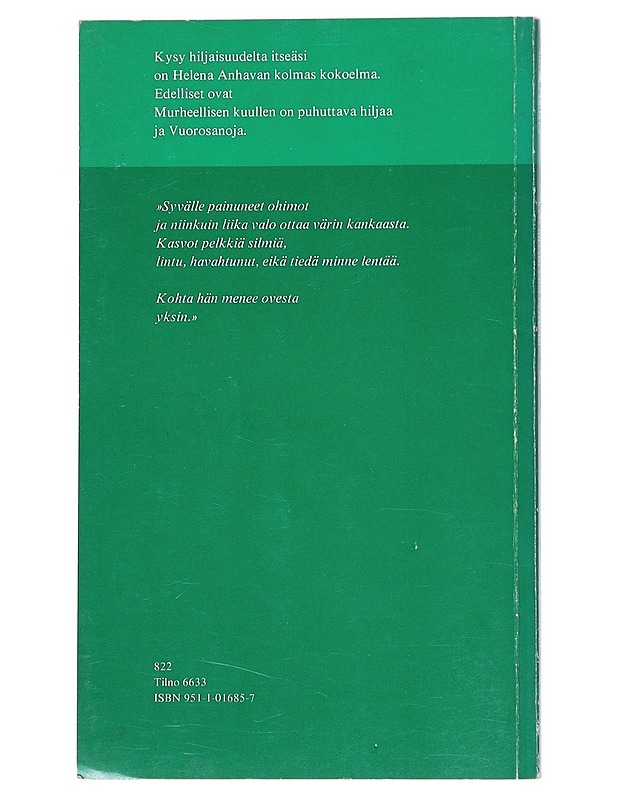 Kysy hiljaisuudelta itseäsi
on Helena Anhavan kolmas kokoelma.
Edelliset ovat
Murheellisen kuullen on puhuttava hiljaa
ja Vuorosanoja.
»Syvälle painuneet ohimot
ja niinkuin liika valo ottaa värin kankaasta.
Kasvot pelkkiä silmiä,
lintu, havahtunut, eikä tiedä minne lentää.
Kohta hän menee ovesta
yksin.»
822
Tilno 6633
ISBN 951-1-01685-7